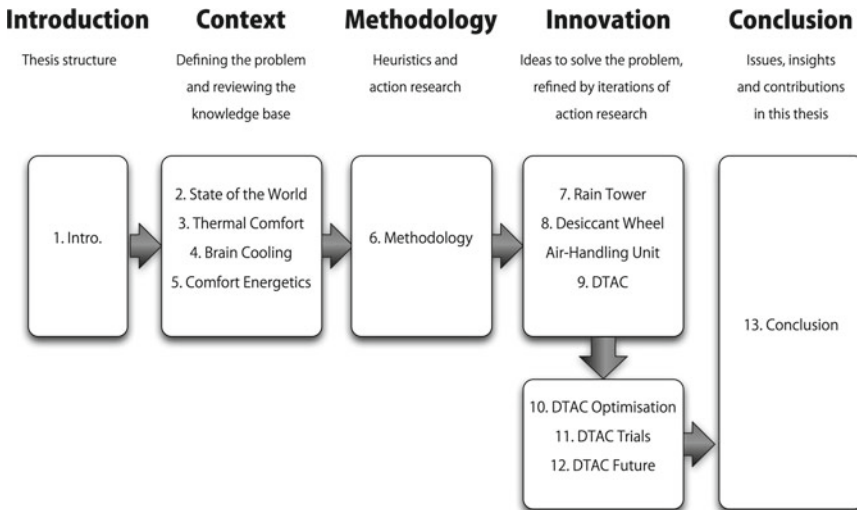 Introduction
Thesis structure
Context
Defining the problem
and reviewing the
knowledge base
Methodology
Heuristics and
action research
Innovation
Ideas to solve the problem,
refined by iterations of
action research
Conclusion
Issues, insights
and contributions
in this thesis
1. Intro.
2. State of the World
3. Thermal Comfort
4. Brain Cooling
5. Comfort Energetics
6. Methodology
7. Rain Tower
8. Desiccant Wheel
Air-Handling Unit
9. DTAC
10. DTAC Optimisation
11. DTAC Trials
12. DTAC Future
13. Conclusion